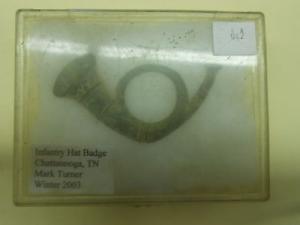 Infantry Hat Badge
Chattanooga, TN
Mark Turner
Winter 2003